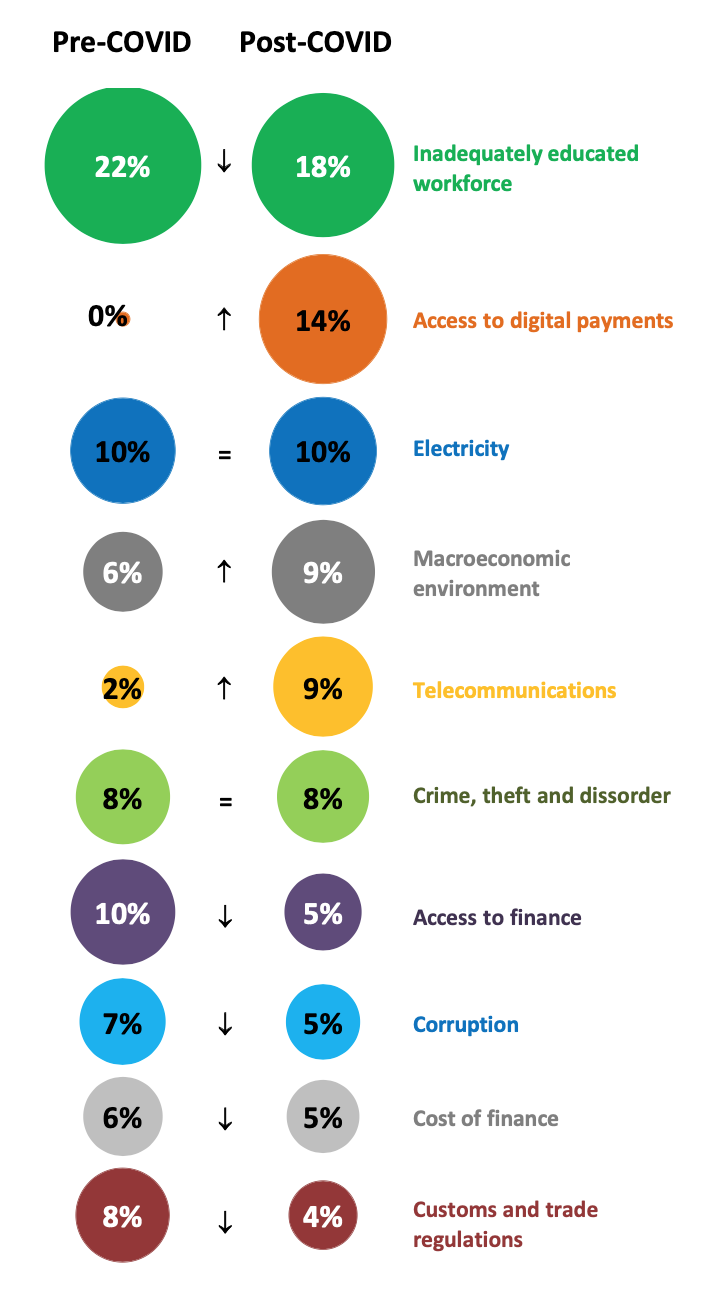 Pre-COVID Post-COVID
22% ↓ 18% Inadequately educated
workforce
0% ↑ 14% Access to digital payments
10% = 10% Electricity
6% ↑ 9% Macroeconomic
environment
2% ↑ 9% Telecommunications
8% = 8% Crime, theft and dissorder
10% ↓ 5% Access to finance
7% ↓ 5% Corruption
6% ↓ 5% Cost of finance
8% ↓ 4% Customs and trade
regulations